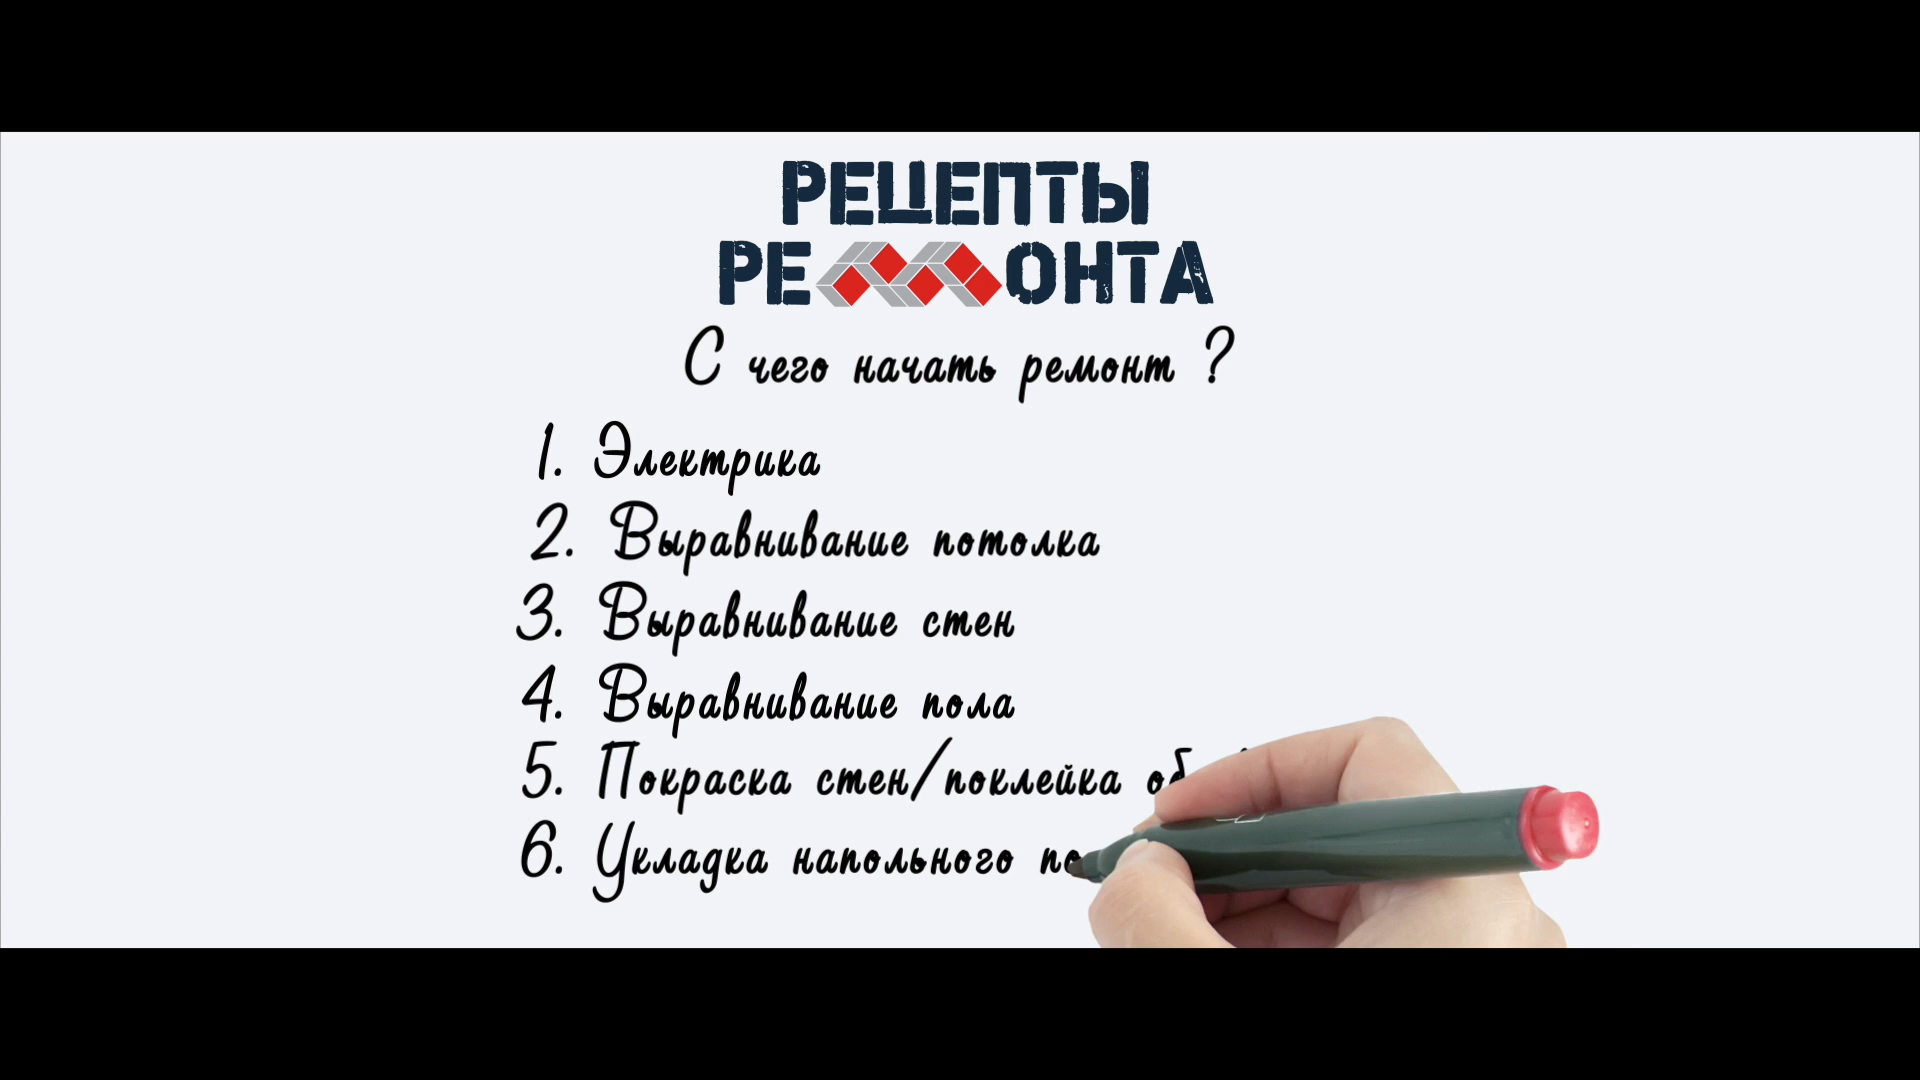 РЕЦЕПТЫ
РЕМОНТА
С чего начать ремонт ?
1. Электрика
2. Выравнивание потолка
3. Выравнивание стен
4. Выравнивание пола
5. Покраска стен/поклейка
6. Укладка напольного